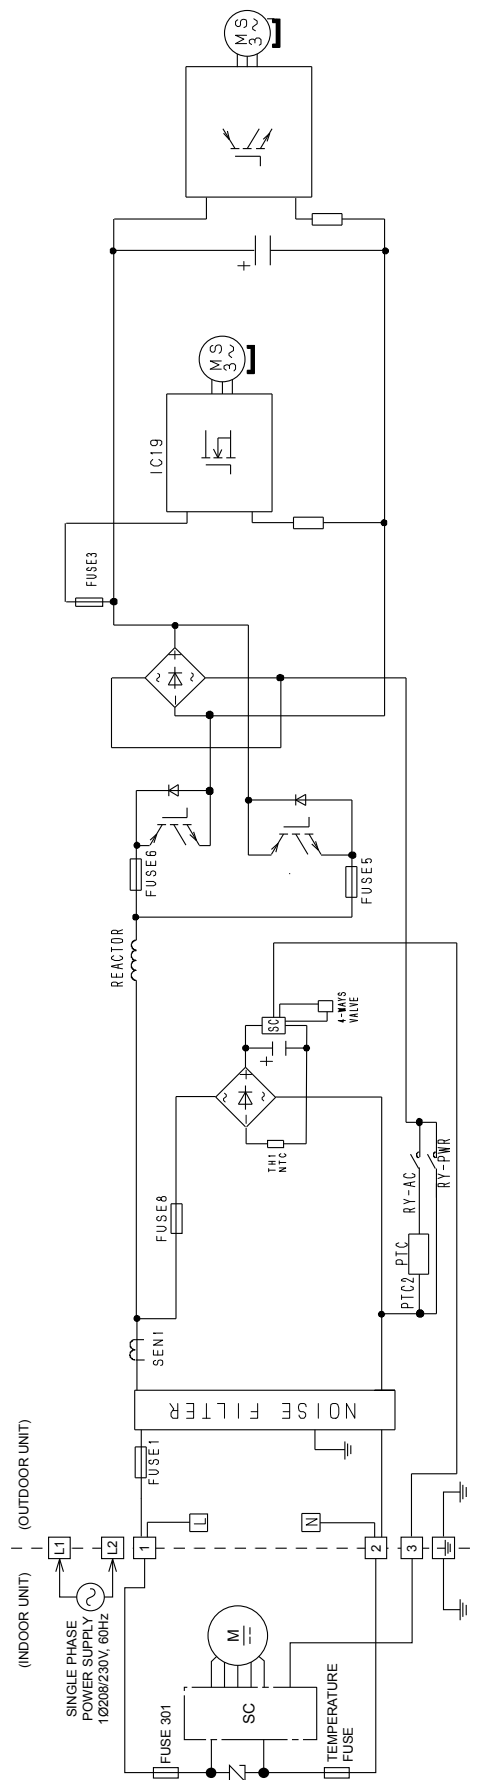 M S
3~
+
M S
3~
IC19
FUSE3
+
~
~
-
FUSE6
FUSE5
REACTOR
SC
4-WAYS
VALVE
+
+
~
~
-
TH1
NTC
FUSE8
RY-AC
RY-PWR
PTC2 PTC
SEN1
NOISE FILTER
FUSE1
(OUTDOOR UNIT)
L
N
L1
L2
1
2
3
(INDOOR UNIT)
SINGLE PHASE
POWER SUPPLY
1Ø208/230V, 60Hz
M
SC
FUSE 301
TEMPERATURE
FUSE